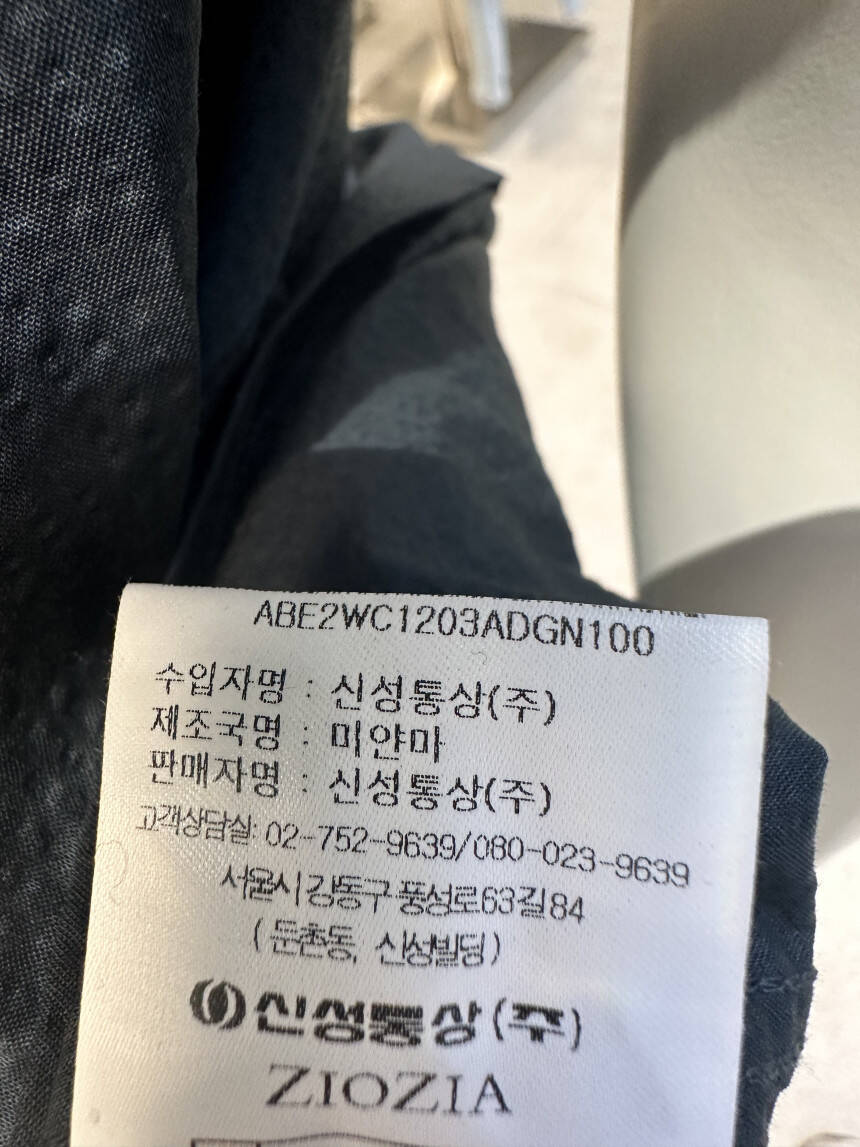 ABE2WC1203ADGN100
수입자명 : 신성통상(주)
제조국명 : 미얀마
판매자명 : 신성통상(주)
고객상담실: 02-752-9639/080-023-9639
서울시 강동구 풍성로63길 84
(둔촌동, 신성빌딩)
신성통상(주)
ZIOZIA